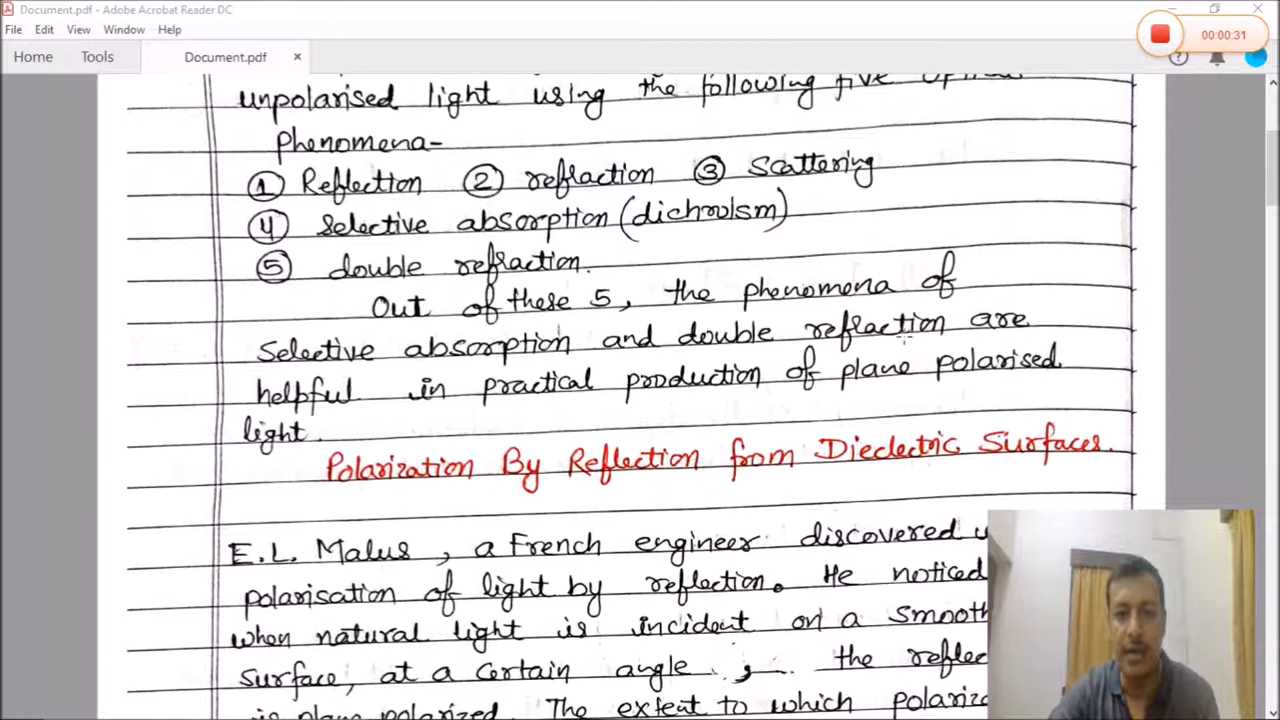 Document.pdf - Adobe Acrobat Reader DC
File Edit View Window Help
00:00:31
Home Tools Document.pdf
unpolarised light using the following five
Phenomena-
① Reflection ② refraction ③ Scattering
④ Selective absorption (dichroism)
⑤ double refraction.
Out of these 5, the phenomena of
Selective absorption and double refraction are
helpful in practical production of plane polarised
light.
Polarization By Reflection from Dielectric Surfaces.
E.L. Malus, a French engineer discovered
polarisation of light by reflection. He noticed
when natural light is incident on a smooth
surface, at a certain angle, the reflec
is plane polarized. The extent to which polariz